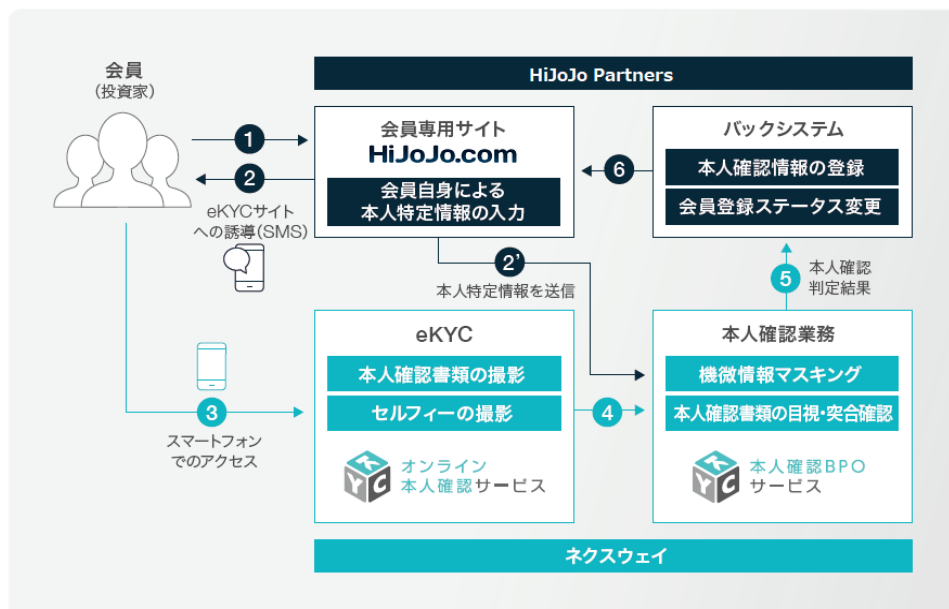 会員
(投資家)
HiJoJo Partners
1
会員専用サイト
HiJoJo.com
会員自身による
本人特定情報の入力
バックシステム
本人確認情報の登録
会員登録ステータス変更
6
2
eKYCサイト
への誘導(SMS)
2’
本人特定情報を送信
5
本人確認
判定結果
eKYC
本人確認書類の撮影
セルフィーの撮影
KYC
オンライン
本人確認サービス
3
スマートフォン
でのアクセス
4
本人確認業務
機微情報マスキング
本人確認書類の目視・突合確認
KYC
本人確認BPO
サービス
ネクスウェイ